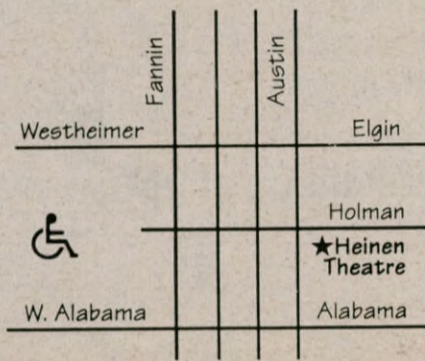 Fannin
Austin
Westheimer
Elgin
Holman
★Heinen
Theatre
W. Alabama
Alabama